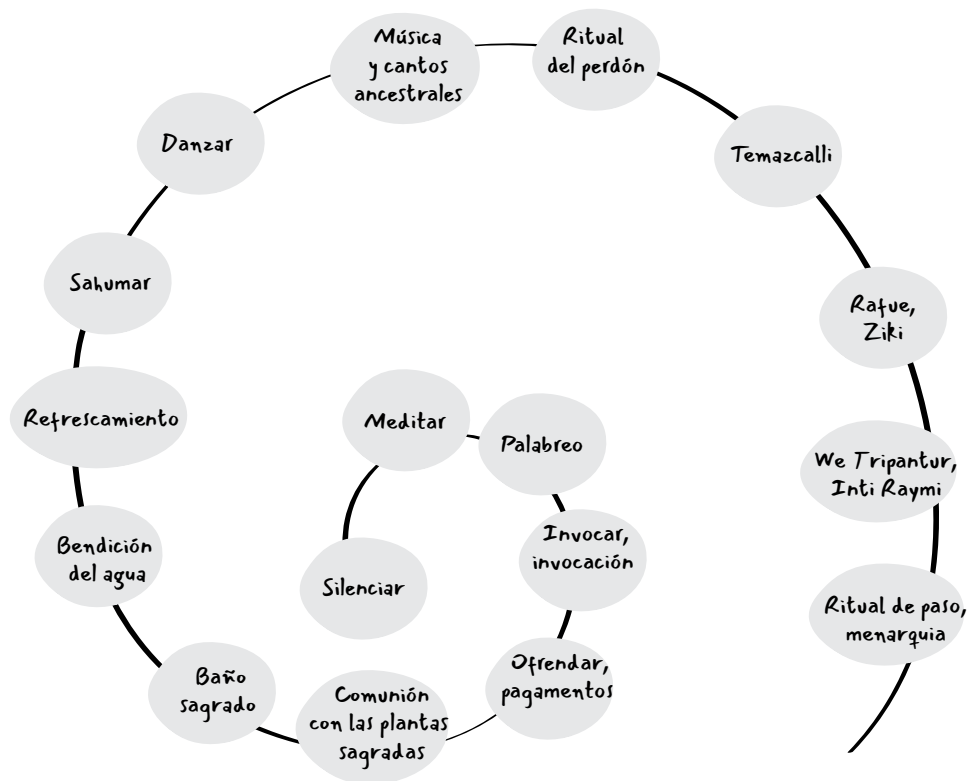 Silenciar
Meditar
Palabreo
Invocar,
invocación
Ofrendar,
pagamentos
Comunión
con las plantas
sagradas
Baño
sagrado
Bendición
del agua
Refrescamiento
Sahumar
Danzar
Música
y cantos
ancestrales
Ritual
del perdón
Temazcalli
Rafue,
Ziki
We Tripantur,
Inti Raymi
Ritual de paso,
menarquia